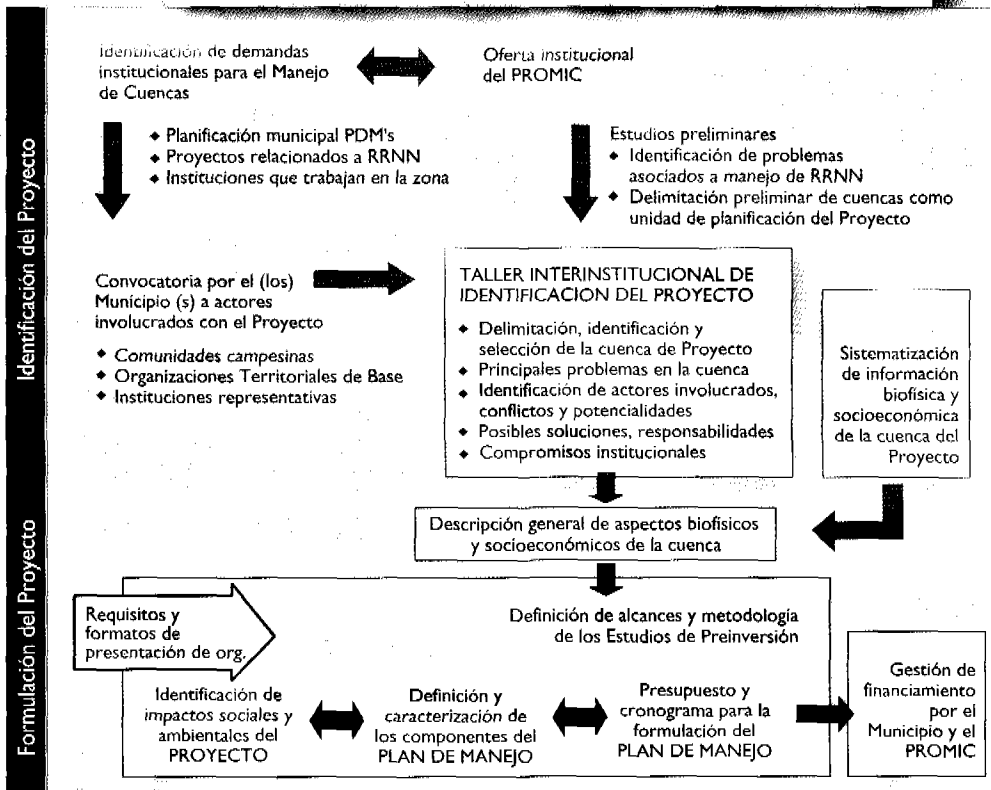 Identificación del Proyecto
Identificación de demandas
institucionales para el Manejo
de Cuencas
Oferta institucional
del PROMIC
◆ Planificación municipal PDM's
◆ Proyectos relacionados a RRNN
◆ Instituciones que trabajan en la zona
Estudios preliminares
◆ Identificación de problemas
asociados a manejo de RRNN
◆ Delimitación preliminar de cuencas como
unidad de planificación del Proyecto
Convocatoria por el (los)
Municipio (s) a actores
involucrados con el Proyecto
◆ Comunidades campesinas
◆ Organizaciones Territoriales de Base
◆ Instituciones representativas
TALLER INTERINSTITUCIONAL DE
IDENTIFICACION DEL PROYECTO
◆ Delimitación, identificación y
selección de la cuenca de Proyecto
◆ Principales problemas en la cuenca
◆ Identificación de actores involucrados,
conflictos y potencialidades
◆ Posibles soluciones, responsabilidades
◆ Compromisos institucionales
Sistematización
de información
biofísica y
socioeconómica
de la cuenca del
Proyecto
Formulación del Proyecto
Descripción general de aspectos biofísicos
y socioeconómicos de la cuenca
Requisitos y
formatos de
presentación de org.
Definición de alcances y metodología
de los Estudios de Preinversión
Identificación de
impactos sociales y
ambientales del
PROYECTO
Definición y
caracterización de
los componentes del
PLAN DE MANEJO
Presupuesto y
cronograma para la
formulación del
PLAN DE MANEJO
Gestión de
financiamiento
por el
Municipio y el
PROMIC